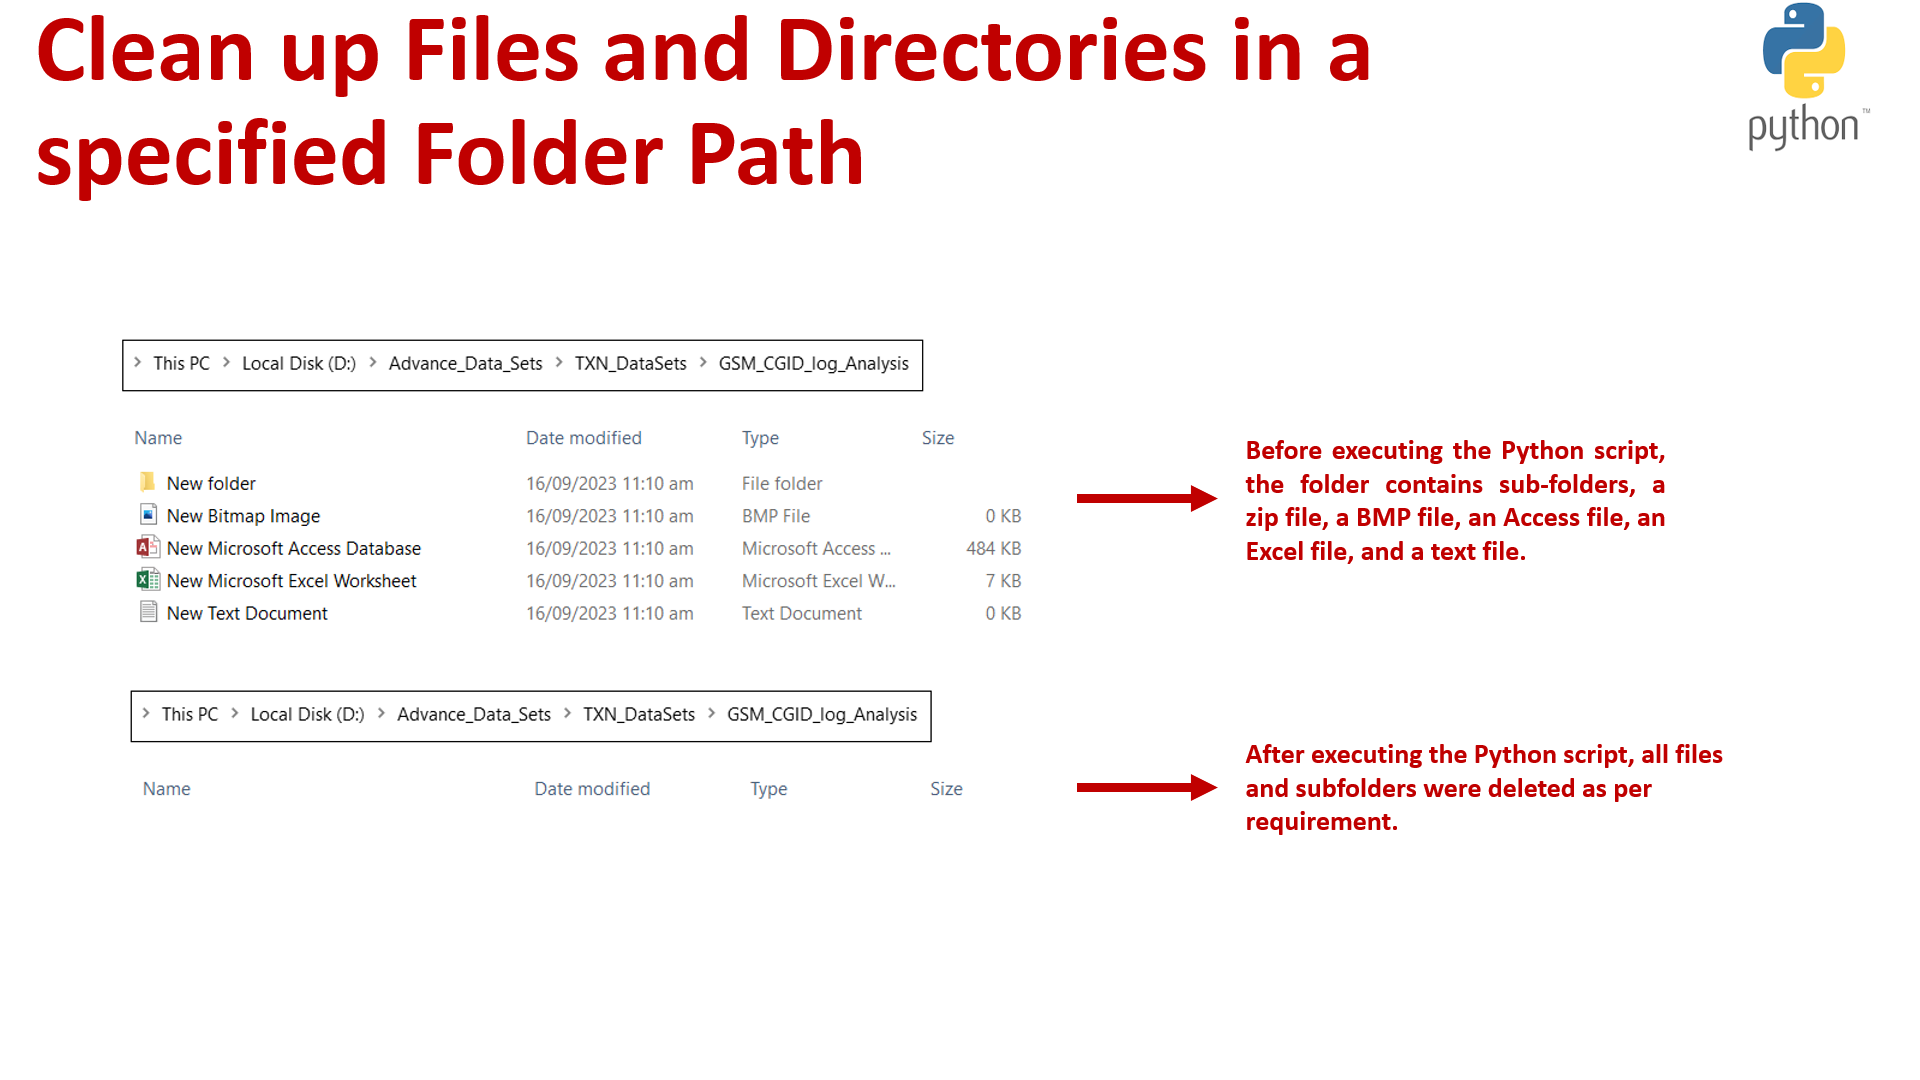 Clean up Files and Directories in a
specified Folder Path
python™
This PC > Local Disk (D:) > Advance_Data_Sets > TXN_DataSets > GSM_CGID_log_Analysis
Name Date modified Type Size
New folder 16/09/2023 11:10 am File folder
New Bitmap Image 16/09/2023 11:10 am BMP File 0 KB
New Microsoft Access Database 16/09/2023 11:10 am Microsoft Access ... 484 KB
New Microsoft Excel Worksheet 16/09/2023 11:10 am Microsoft Excel W... 7 KB
New Text Document 16/09/2023 11:10 am Text Document 0 KB
Before executing the Python script,
the folder contains sub-folders, a
zip file, a BMP file, an Access file, an
Excel file, and a text file.
This PC > Local Disk (D:) > Advance_Data_Sets > TXN_DataSets > GSM_CGID_log_Analysis
Name Date modified Type Size
After executing the Python script, all files
and subfolders were deleted as per
requirement.